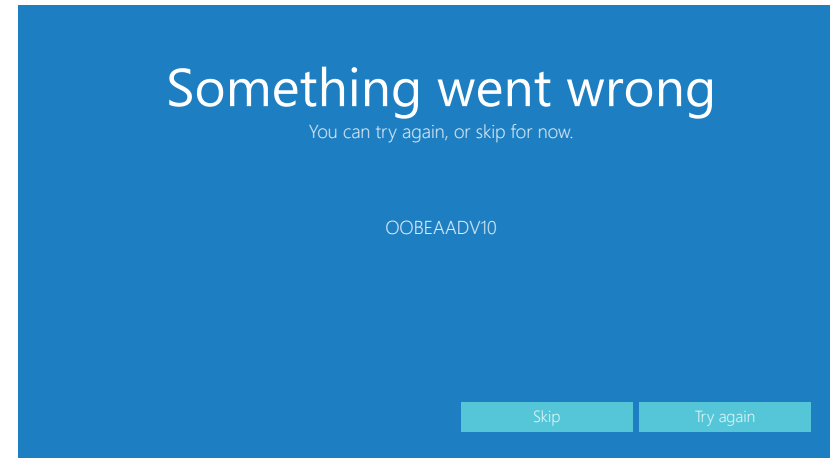 Something went wrong
You can try again, or skip for now.
OOBEAADV10
Skip
Try again